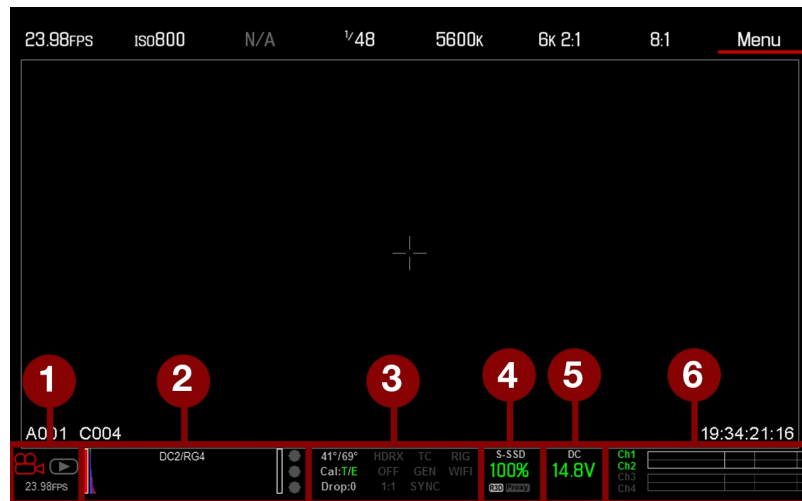 23.98FPS ISO800 N/A 1/48 5600K 6K 2:1 8:1 Menu
1 2 3 4 5 6
A001 C004 19:34:21:16
23.98FPS
DC2/RG4
41°/69° HDRX TC RIG
Cal:T/E OFF GEN WIFI
Drop:0 1:1 SYNC
S-SSD
100%
R3D Proxy
DC
14.8V
Ch1
Ch2
Ch3
Ch4